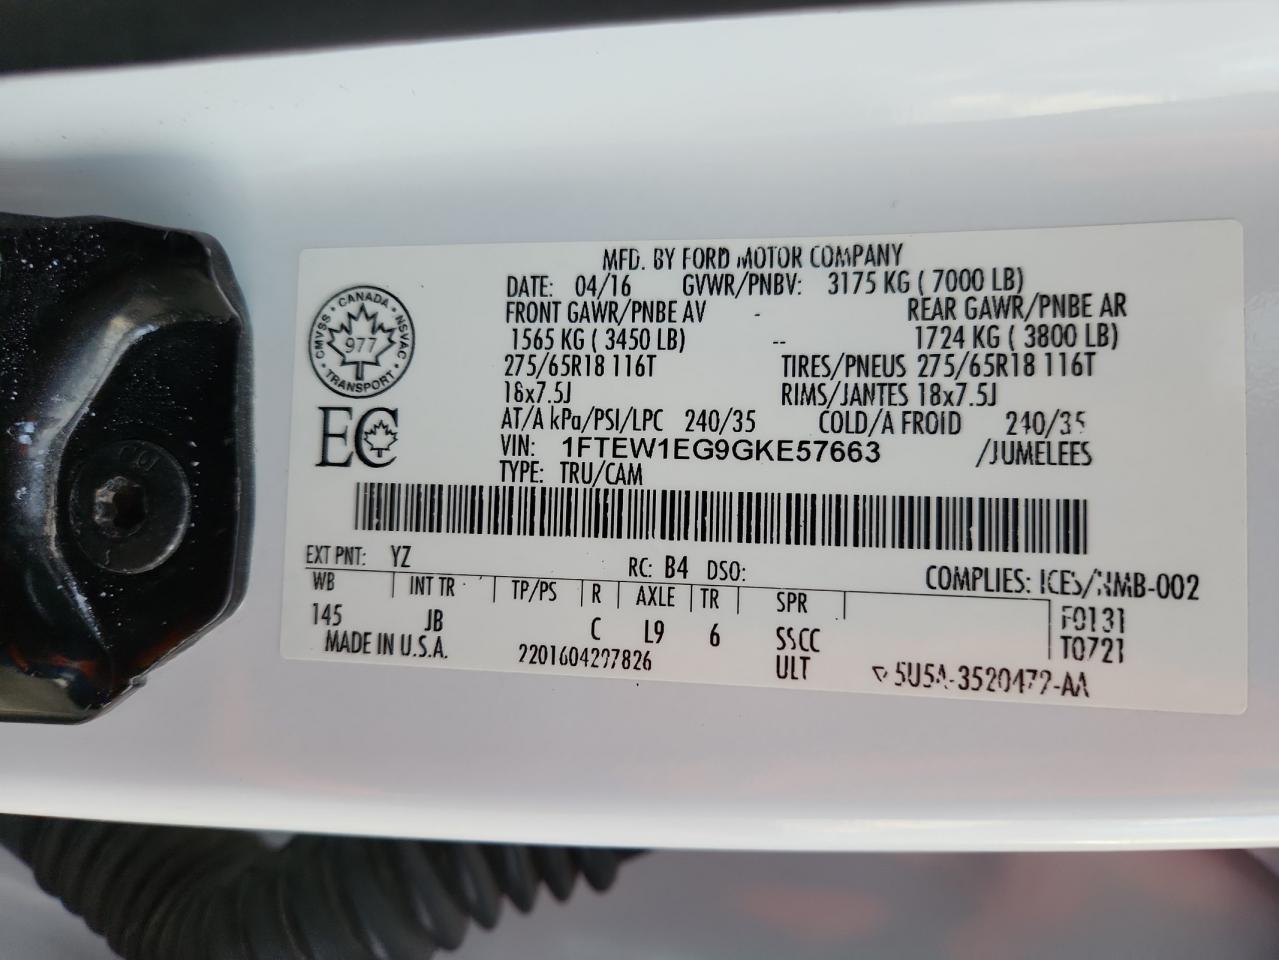 MFD. BY FORD MOTOR COMPANY
DATE: 04/16 GVWR/PNBV: 3175 KG ( 7000 LB)
FRONT GAWR/PNBE AV - REAR GAWR/PNBE AR
1565 KG ( 3450 LB) -- 1724 KG ( 3800 LB)
275/65R18 116T TIRES/PNEUS 275/65R18 116T
18x7.5J RIMS/JANTES 18x7.5J
AT/A kPa/PSI/LPC 240/35 COLD/A FROID 240/35
VIN: 1FTEW1EG9GKE57663 /JUMELEES
TYPE: TRU/CAM
CANADA
CMVSS NSVAC
977
TRANSPORT
EC
EXT PNT: YZ RC: B4 DSO: COMPLIES: ICES/NMB-002
WB INT TR TP/PS R AXLE TR SPR F0131
145 JB C L9 6 SSCC T0721
MADE IN U.S.A. 2201604297826 ULT 5U5A-3520472-AA